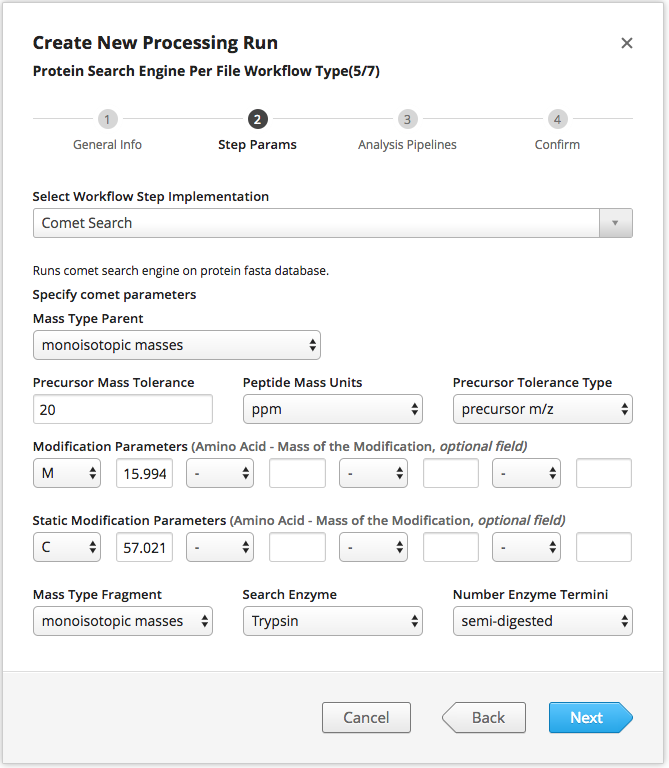 Create New Processing Run
Protein Search Engine Per File Workflow Type(5/7)
1 2 3 4
General Info Step Params Analysis Pipelines Confirm
Select Workflow Step Implementation
Comet Search
Runs comet search engine on protein fasta database.
Specify comet parameters
Mass Type Parent
monoisotopic masses
Precursor Mass Tolerance Peptide Mass Units Precursor Tolerance Type
20 ppm precursor m/z
Modification Parameters (Amino Acid - Mass of the Modification, optional field)
M 15.994 - - -
Static Modification Parameters (Amino Acid - Mass of the Modification, optional field)
C 57.021 - - -
Mass Type Fragment Search Enzyme Number Enzyme Termini
monoisotopic masses Trypsin semi-digested
Cancel Back Next